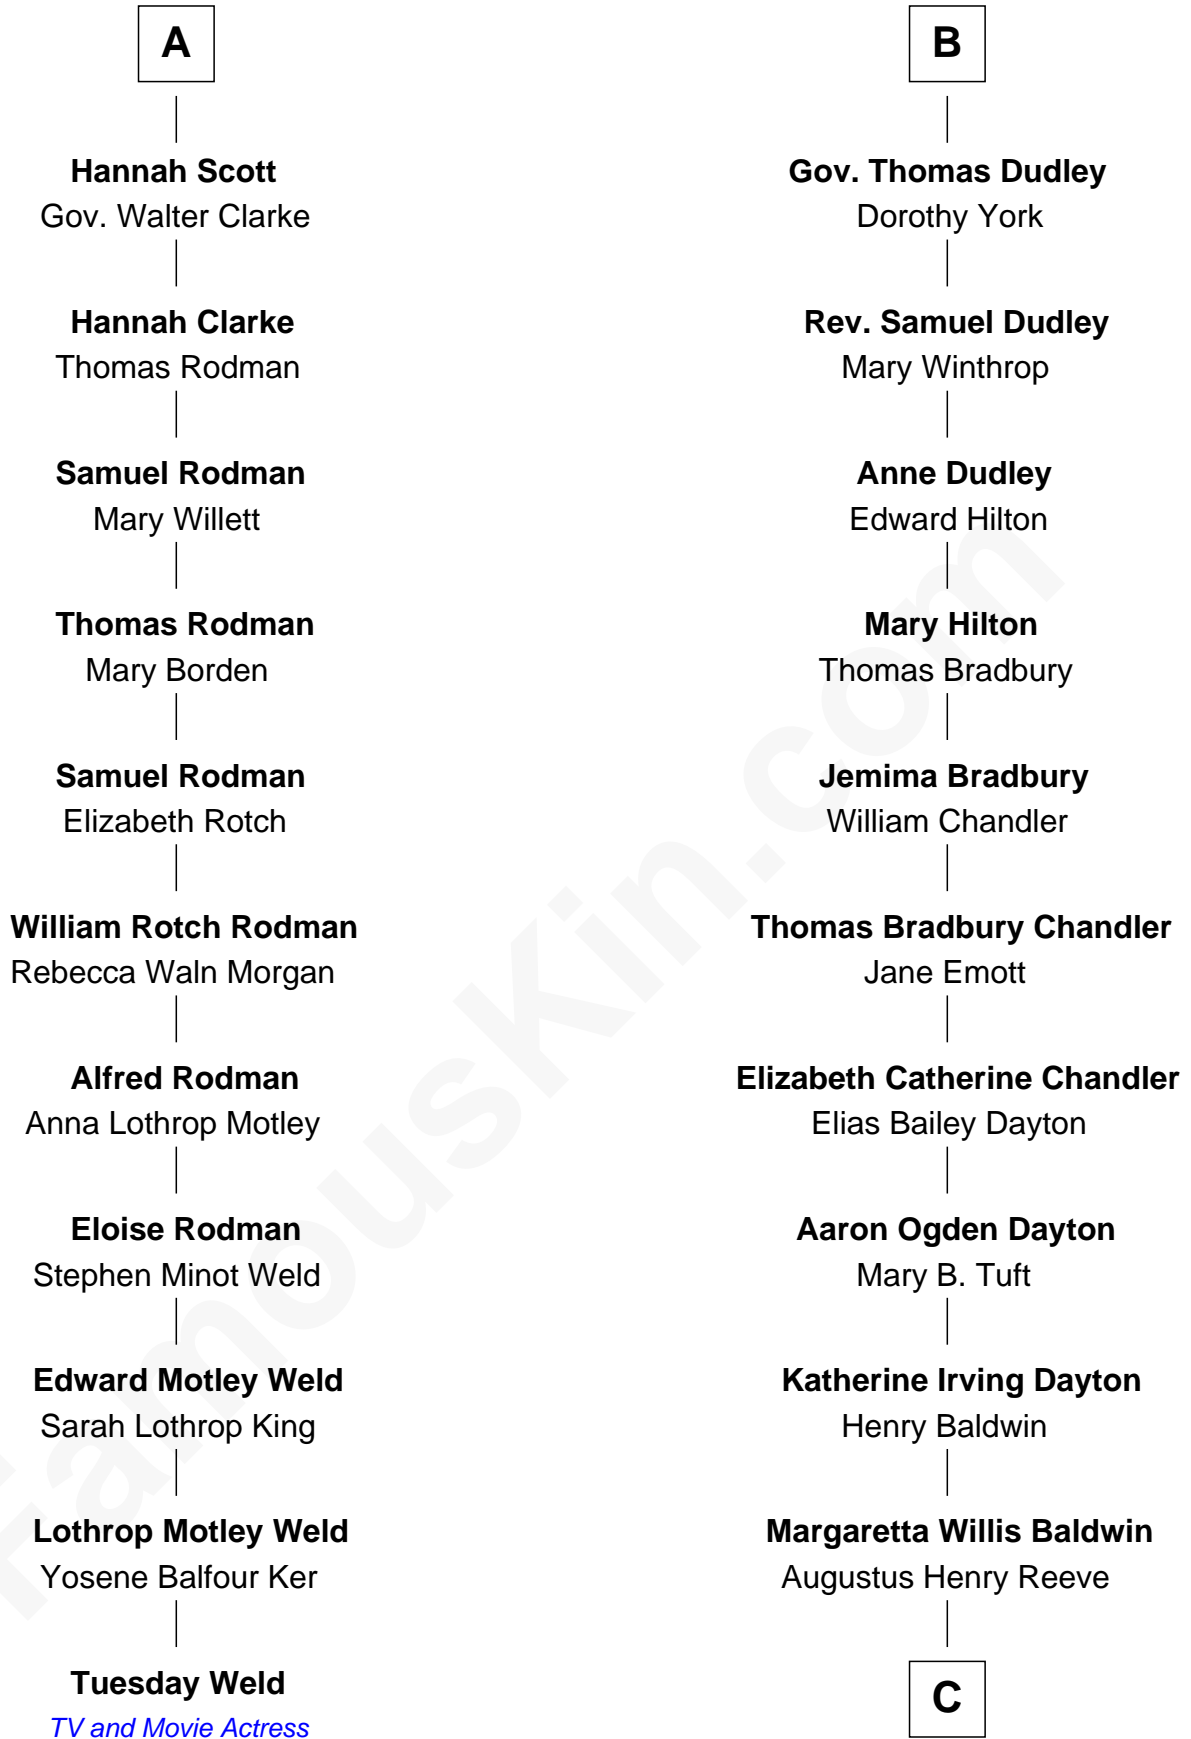 A
Hannah Scott
Gov. Walter Clarke
Hannah Clarke
Thomas Rodman
Samuel Rodman
Mary Willett
Thomas Rodman
Mary Borden
Samuel Rodman
Elizabeth Rotch
William Rotch Rodman
Rebecca Waln Morgan
Alfred Rodman
Anna Lothrop Motley
Eloise Rodman
Stephen Minot Weld
Edward Motley Weld
Sarah Lothrop King
Lothrop Motley Weld
Yosene Balfour Ker
Tuesday Weld
TV and Movie Actress
B
Gov. Thomas Dudley
Dorothy York
Rev. Samuel Dudley
Mary Winthrop
Anne Dudley
Edward Hilton
Mary Hilton
Thomas Bradbury
Jemima Bradbury
William Chandler
Thomas Bradbury Chandler
Jane Emott
Elizabeth Catherine Chandler
Elias Bailey Dayton
Aaron Ogden Dayton
Mary B. Tuft
Katherine Irving Dayton
Henry Baldwin
Margaretta Willis Baldwin
Augustus Henry Reeve
C
FamousKin.com